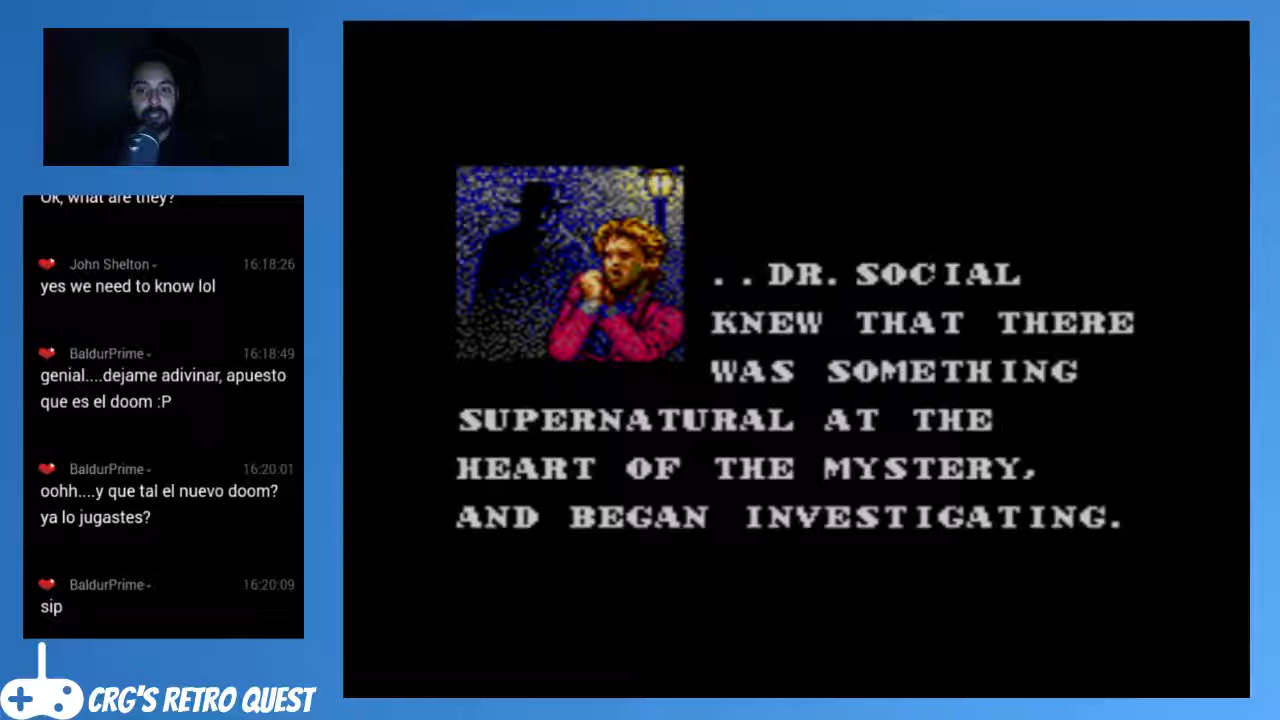 Ok, what are they?
John Shelton
16:18:26
yes we need to know lol
BaldurPrime
16:18:49
genial....dejame adivinar, apuesto
que es el doom :P
BaldurPrime
16:20:01
oohh....y que tal el nuevo doom?
ya lo jugastes?
BaldurPrime
16:20:09
sip
CRG'S RETRO QUEST
..DR. SOCIAL
KNEW THAT THERE
WAS SOMETHING
SUPERNATURAL AT THE
HEART OF THE MYSTERY,
AND BEGAN INVESTIGATING.